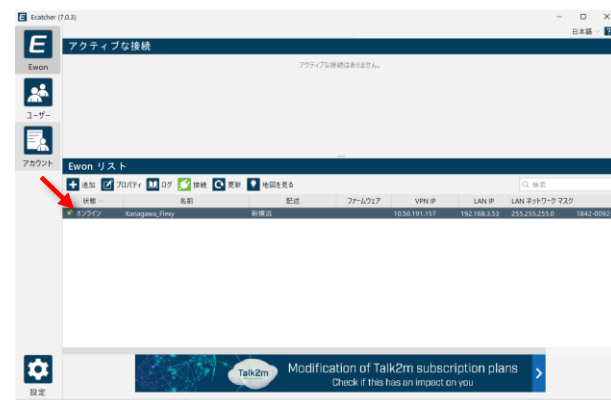 Ecatcher (7.0.3)
日本語
アクティブな接続
アクティブな接続はありません。
Ewon
ユーザー
アカウント
Ewon リスト
追加 プロパティ ログ 接続 更新 地図を見る 検索
状態 名前 記述 ファームウェア VPN IP LAN IP LAN ネットワーク マスク
オンライン Kanagawa_Flexy 新横浜 10.50.191.157 192.168.3.53 255.255.255.0 1842-0092
Talk2m
Modification of Talk2m subscription plans
Check if this has an impact on you
設定